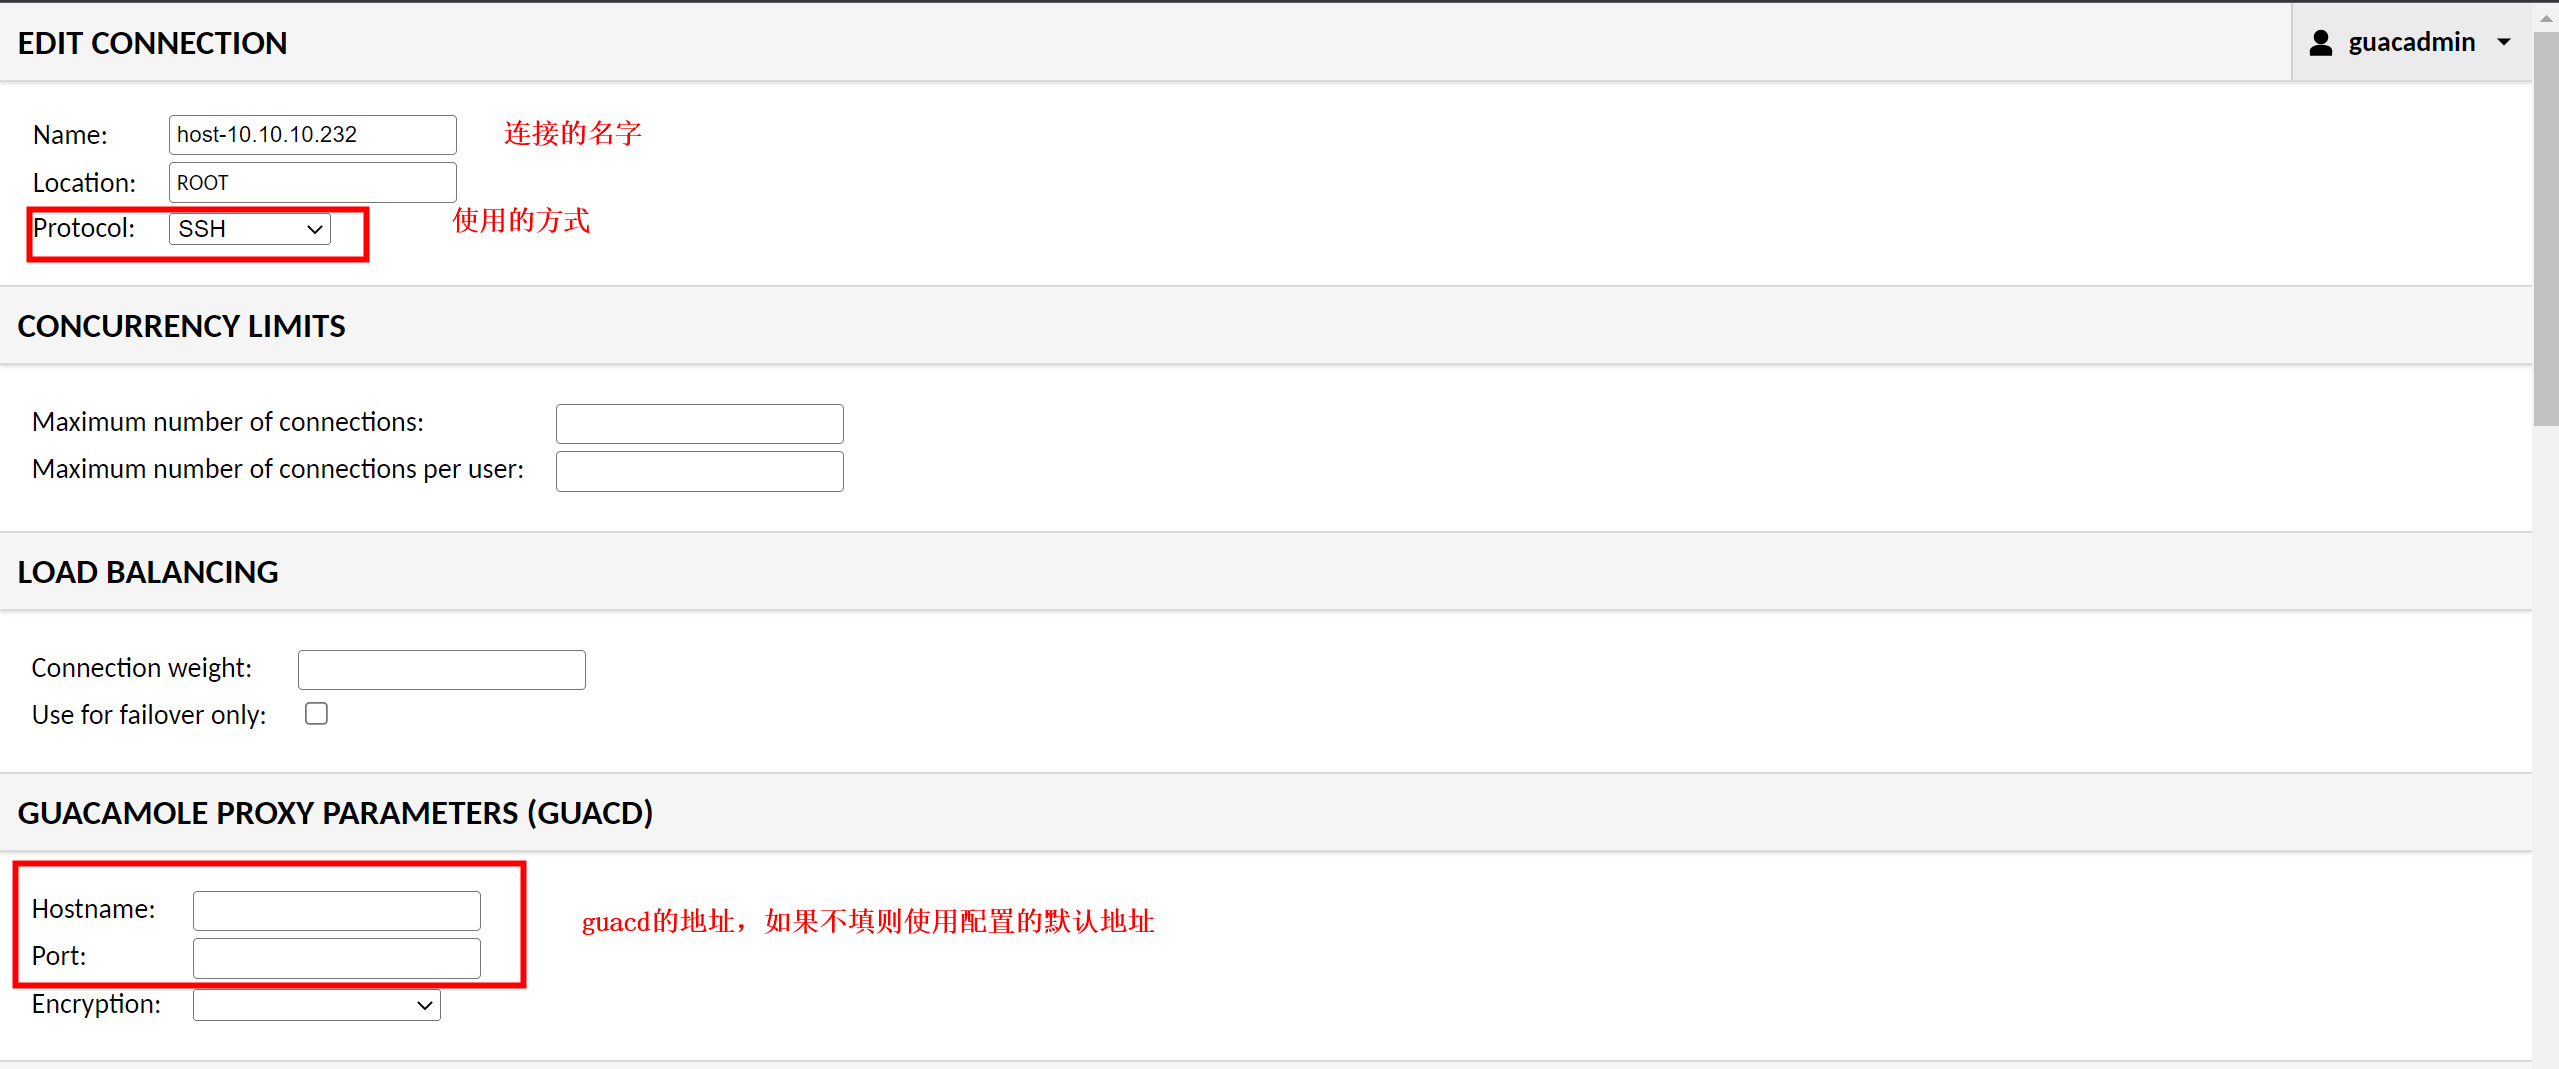 EDIT CONNECTION
guacadmin
Name: host-10.10.10.232 连接的名字
Location: ROOT
Protocol: SSH 使用的方式
CONCURRENCY LIMITS
Maximum number of connections:
Maximum number of connections per user:
LOAD BALANCING
Connection weight:
Use for failover only:
GUACAMOLE PROXY PARAMETERS (GUACD)
Hostname:
guacd的地址，如果不填则使用配置的默认地址
Port:
Encryption: